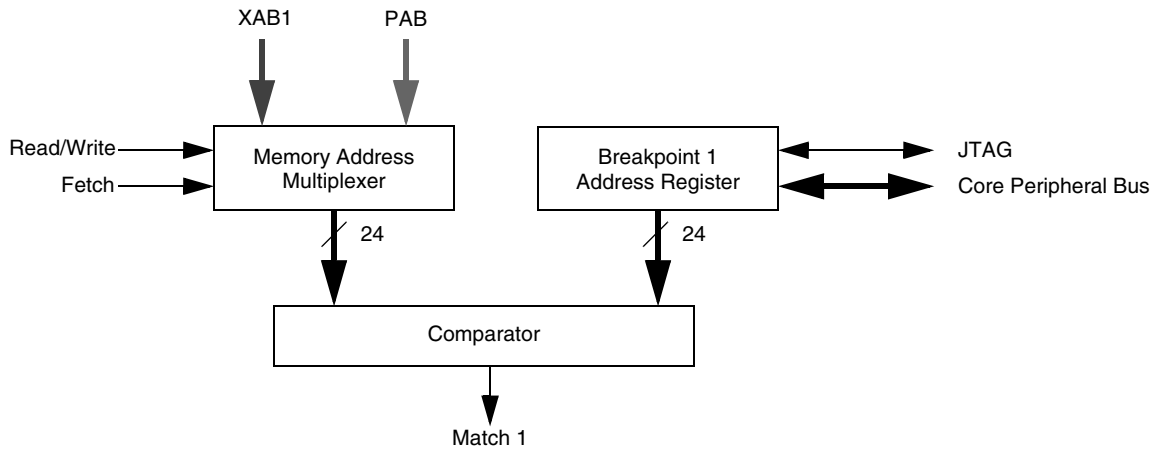 XAB1
PAB
Read/Write
Fetch
Memory Address
Multiplexer
Breakpoint 1
Address Register
JTAG
Core Peripheral Bus
24
24
Comparator
Match 1